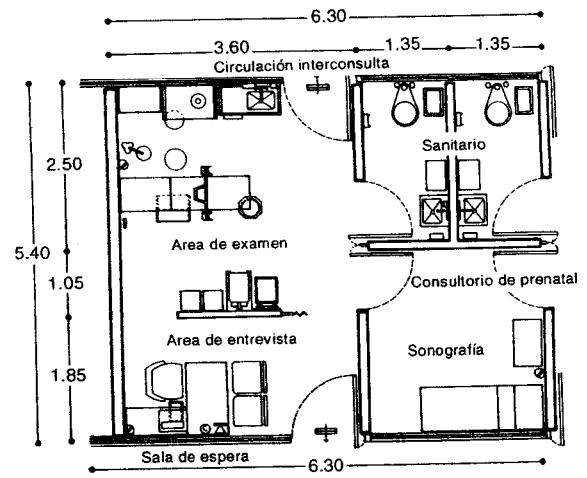 6.30
3.60
1.35
1.35
Circulación interconsulta
2.50
Sanitario
Area de examen
5.40
1.05
Consultorio de prenatal
Area de entrevista
Sonografía
1.85
Sala de espera
6.30